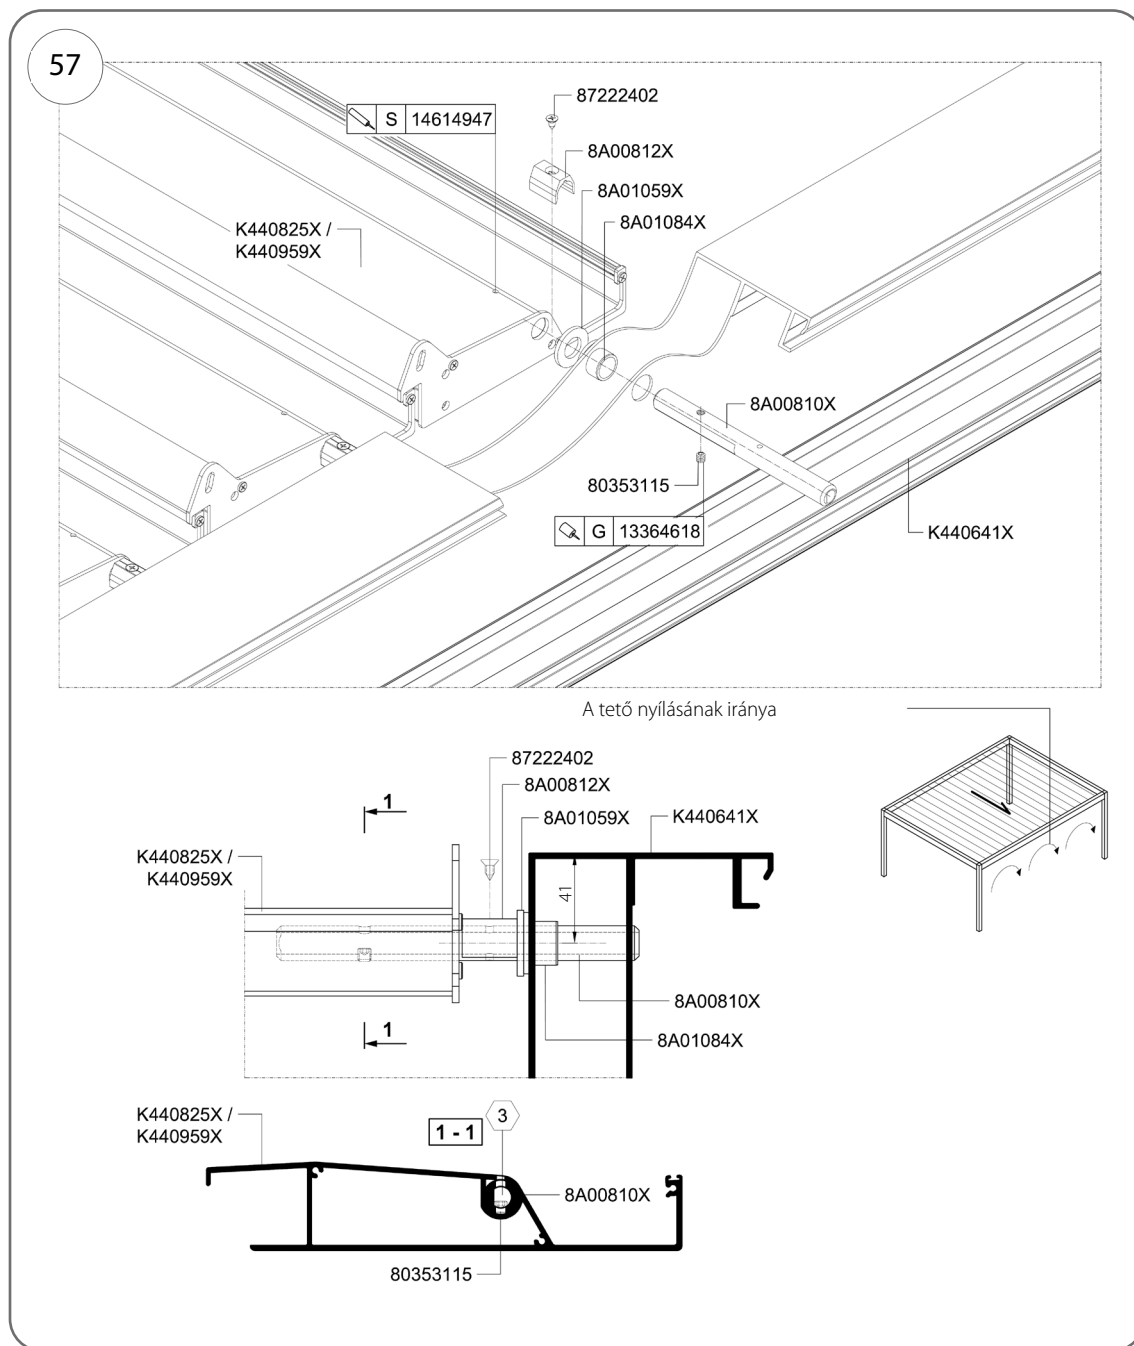 57
87222402
S 14614947
8A00812X
8A01059X
8A01084X
K440825X /
K440959X
8A00810X
80353115
G 13364618
K440641X
A tető nyílásának iránya
87222402
8A00812X
1
8A01059X
K440641X
K440825X /
K440959X
41
8A00810X
1
8A01084X
K440825X /
K440959X
3
1 - 1
8A00810X
80353115